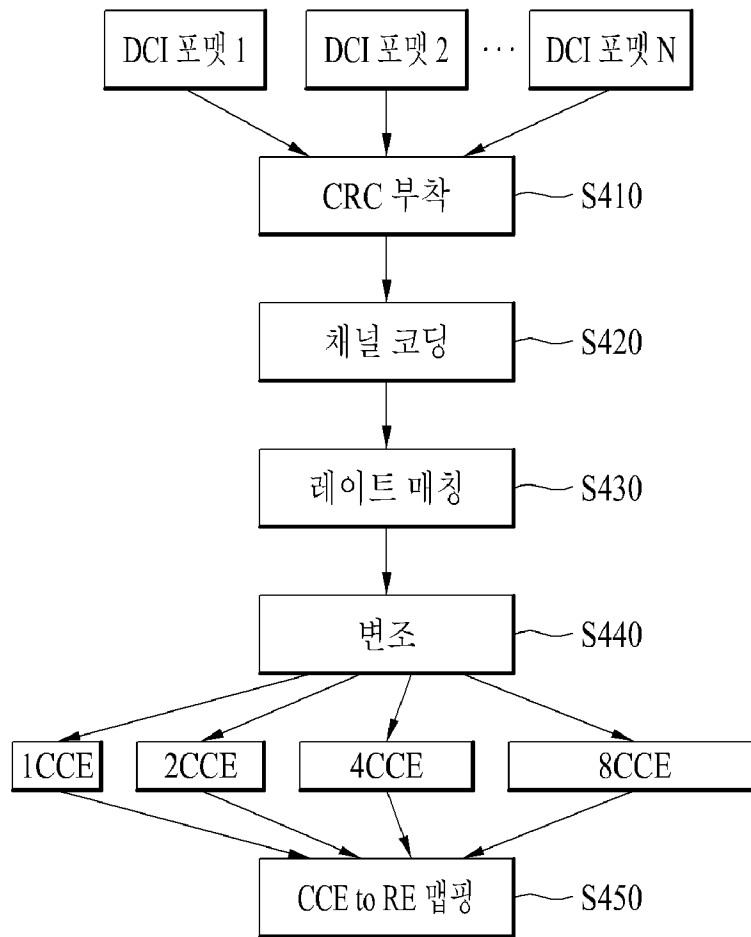 DCI 포맷 1
DCI 포맷 2
···
DCI 포맷 N
CRC 부착
S410
채널 코딩
S420
레이트 매칭
S430
변조
S440
1CCE
2CCE
4CCE
8CCE
CCE to RE 맵핑
S450